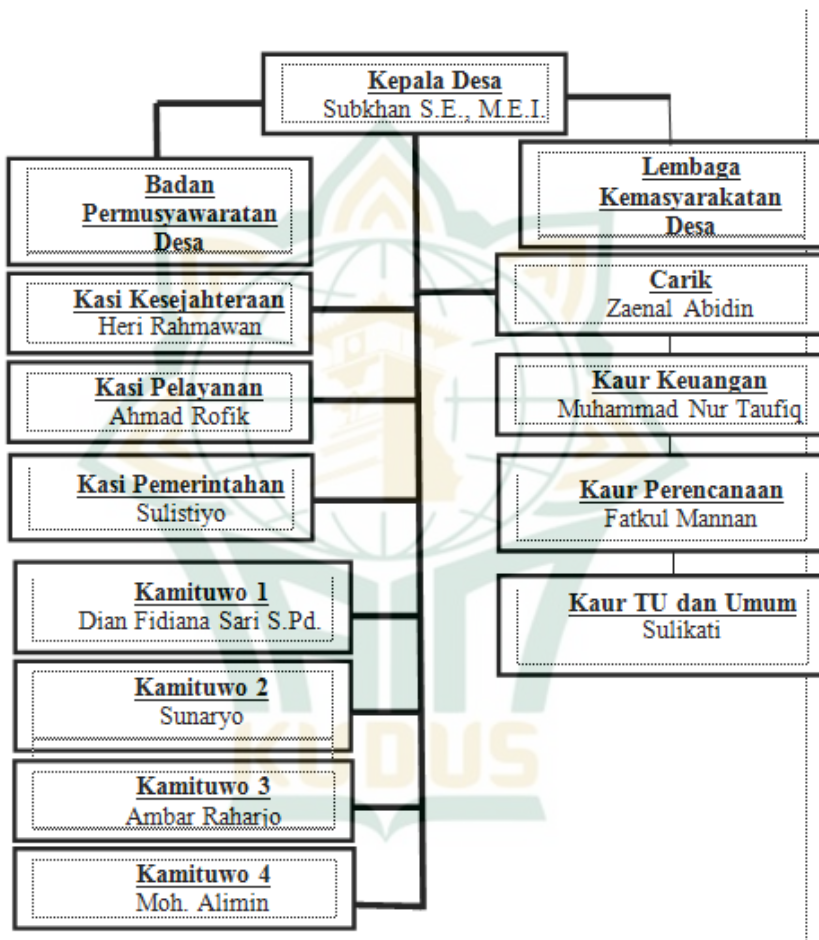 Kepala Desa
Subkhan S.E., M.E.I.
Badan
Permusyawaratan
Desa
Lembaga
Kemasyarakatan
Desa
Kasi Kesejahteraan
Heri Rahmawan
Kasi Pelayanan
Ahmad Rofik
Kasi Pemerintahan
Sulistiyo
Carik
Zaenal Abidin
Kaur Keuangan
Muhammad Nur Taufiq
Kaur Perencanaan
Fatkul Mannan
Kaur TU dan Umum
Sulikati
Kamituwo 1
Dian Fidiana Sari S.Pd.
Kamituwo 2
Sunaryo
Kamituwo 3
Ambar Raharjo
Kamituwo 4
Moh. Alimin
KUDUS